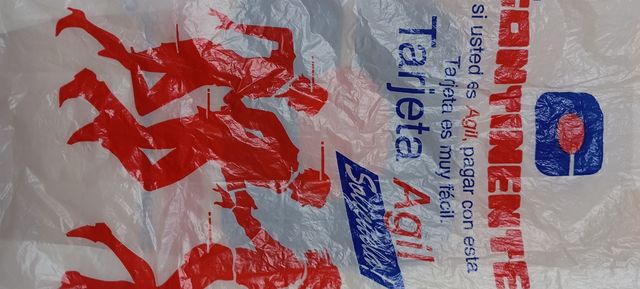 CONTINENTE
si usted es Agil, pagar con esta
Tarjeta es muy fácil.
Tarjeta Agil